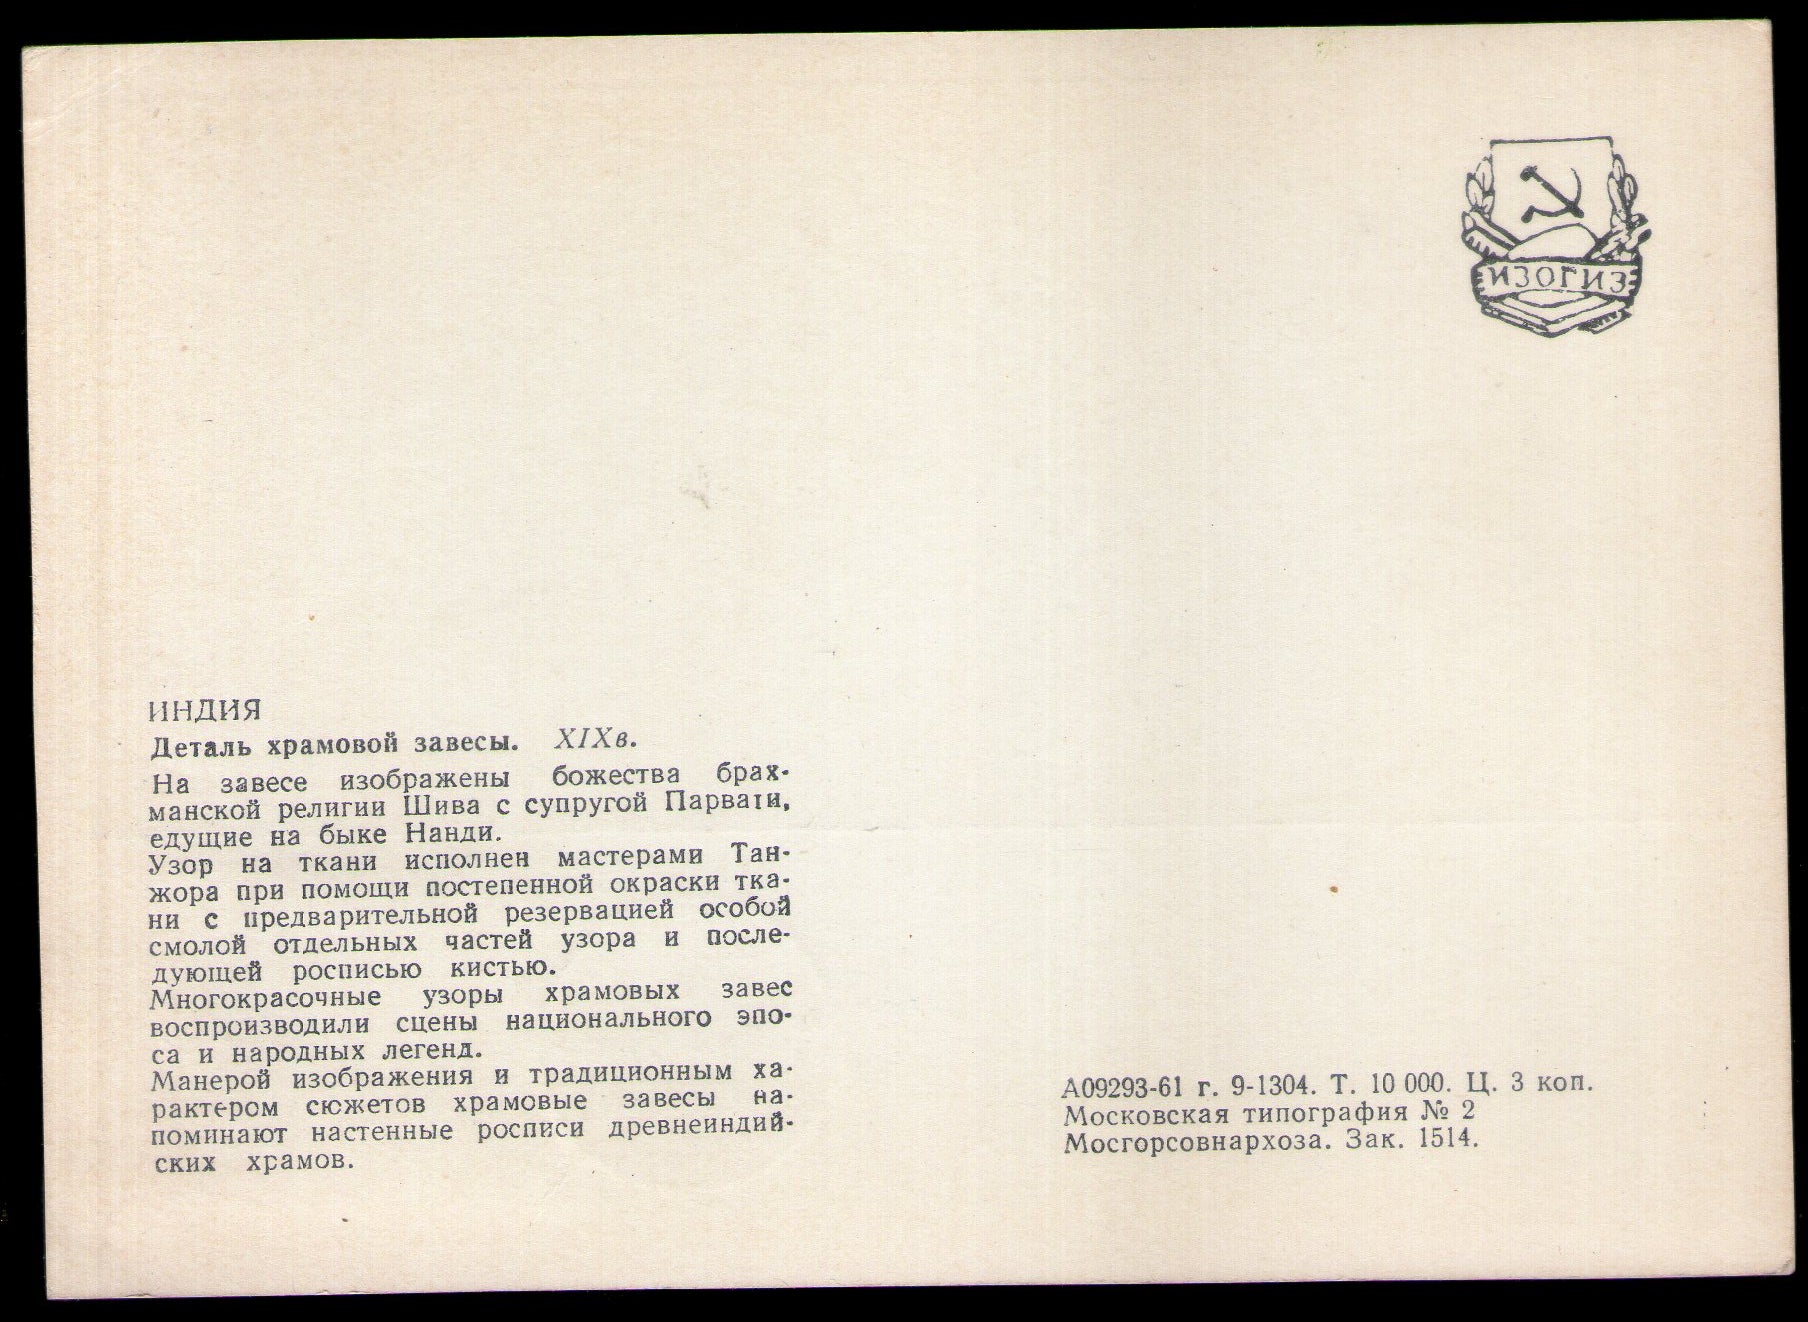 ИЗОГИЗ
ИНДИЯ
Деталь храмовой завесы. XIXв.
На завесе изображены божества брах-
манской религии Шива с супругой Парвати,
едущие на быке Нанди.
Узор на ткани исполнен мастерами Тан-
жора при помощи постепенной окраски тка-
ни с предварительной резервацией особой
смолой отдельных частей узора и после-
дующей росписью кистью.
Многокрасочные узоры храмовых завес
воспроизводили сцены национального эпо-
са и народных легенд.
Манерой изображения и традиционным ха-
рактером сюжетов храмовые завесы на-
поминают настенные росписи древнеиндий-
ских храмов.
А09293-61 г. 9-1304. Т. 10 000. Ц. 3 коп.
Московская типография № 2
Мосгорсовнархоза. Зак. 1514.